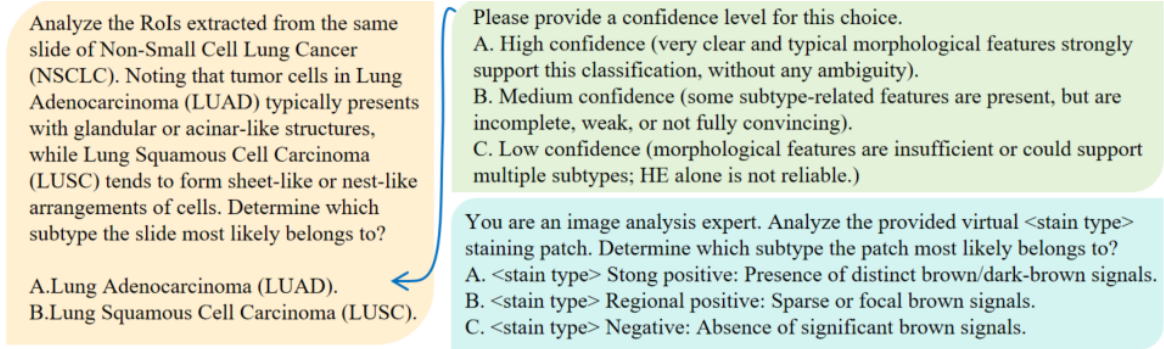 Analyze the RoIs extracted from the same
slide of Non-Small Cell Lung Cancer
(NSCLC). Noting that tumor cells in Lung
Adenocarcinoma (LUAD) typically presents
with glandular or acinar-like structures,
while Lung Squamous Cell Carcinoma
(LUSC) tends to form sheet-like or nest-like
arrangements of cells. Determine which
subtype the slide most likely belongs to?
A.Lung Adenocarcinoma (LUAD).
B.Lung Squamous Cell Carcinoma (LUSC).
Please provide a confidence level for this choice.
A. High confidence (very clear and typical morphological features strongly
support this classification, without any ambiguity).
B. Medium confidence (some subtype-related features are present, but are
incomplete, weak, or not fully convincing).
C. Low confidence (morphological features are insufficient or could support
multiple subtypes; HE alone is not reliable.)
You are an image analysis expert. Analyze the provided virtual <stain type>
staining patch. Determine which subtype the patch most likely belongs to?
A. <stain type> Stong positive: Presence of distinct brown/dark-brown signals.
B. <stain type> Regional positive: Sparse or focal brown signals.
C. <stain type> Negative: Absence of significant brown signals.